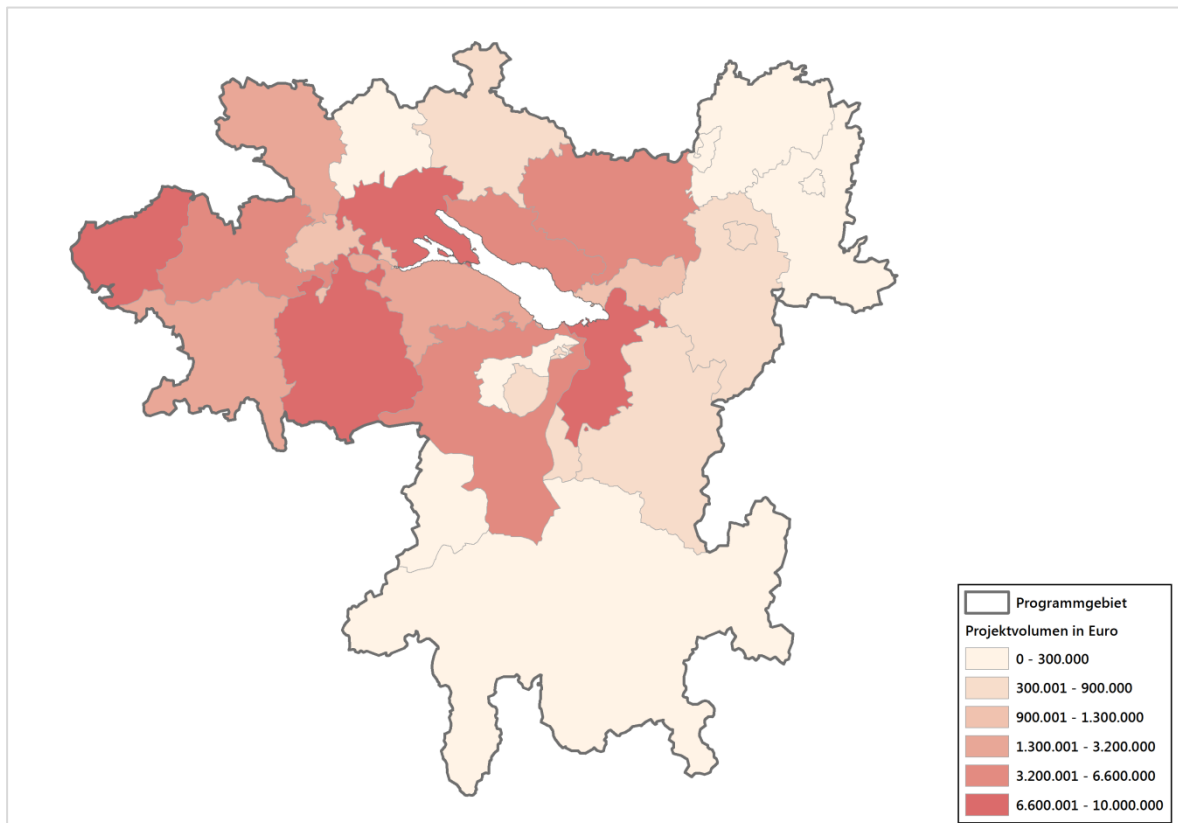 Programmgebiet
Projektvolumen in Euro
0 - 300.000
300.001 - 900.000
900.001 - 1.300.000
1.300.001 - 3.200.000
3.200.001 - 6.600.000
6.600.001 - 10.000.000